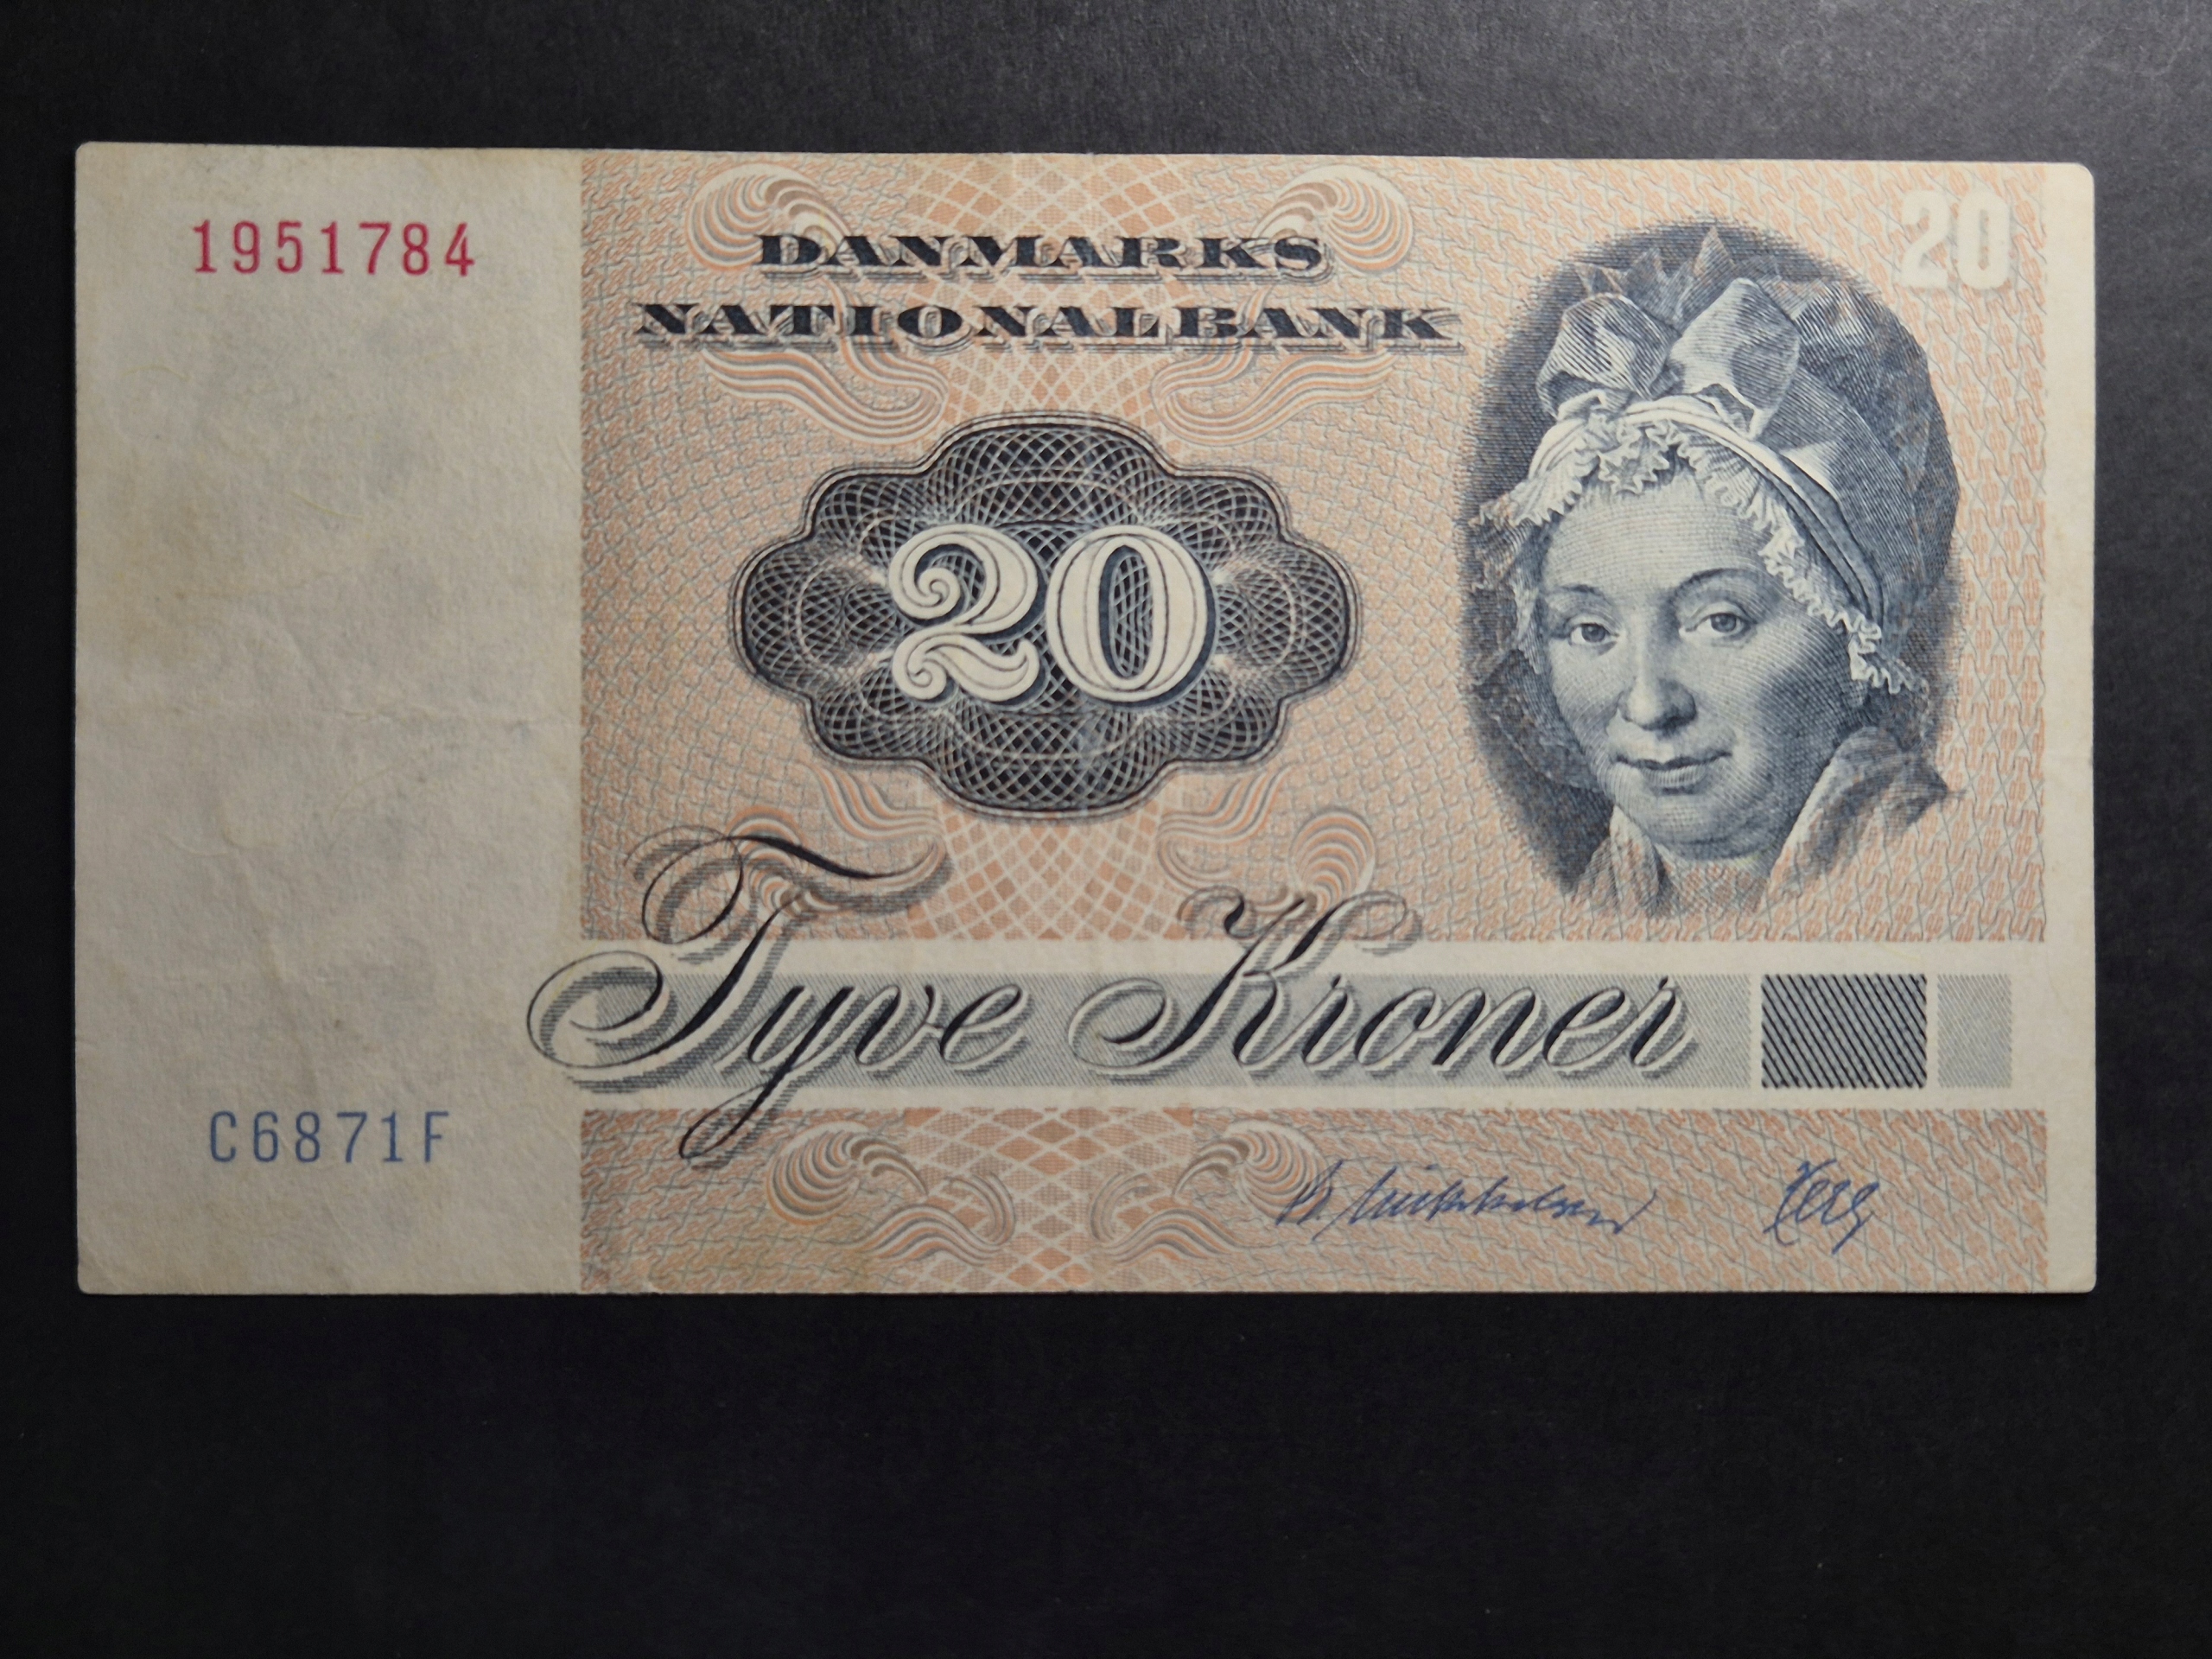 1951784
DANMARKS
NATIONALBANK
20
20
Tyve Kroner
C6871F